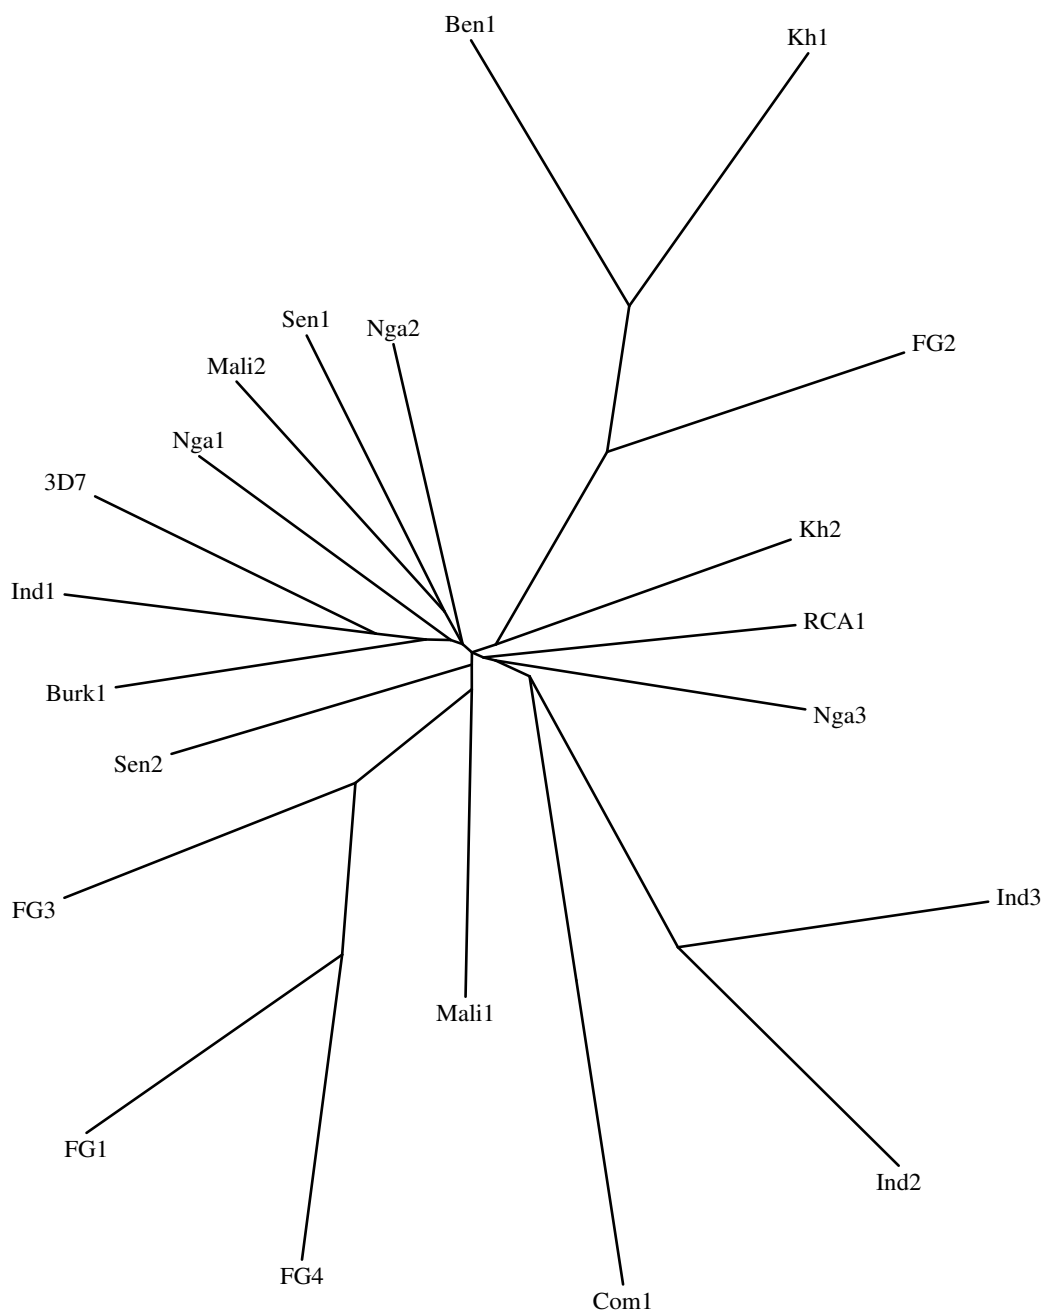 Ben1
Kh1
Sen1
Nga2
FG2
Mali2
Nga1
3D7
Kh2
Ind1
RCA1
Burk1
Nga3
Sen2
Ind3
FG3
Mali1
FG1
Ind2
FG4
Com1